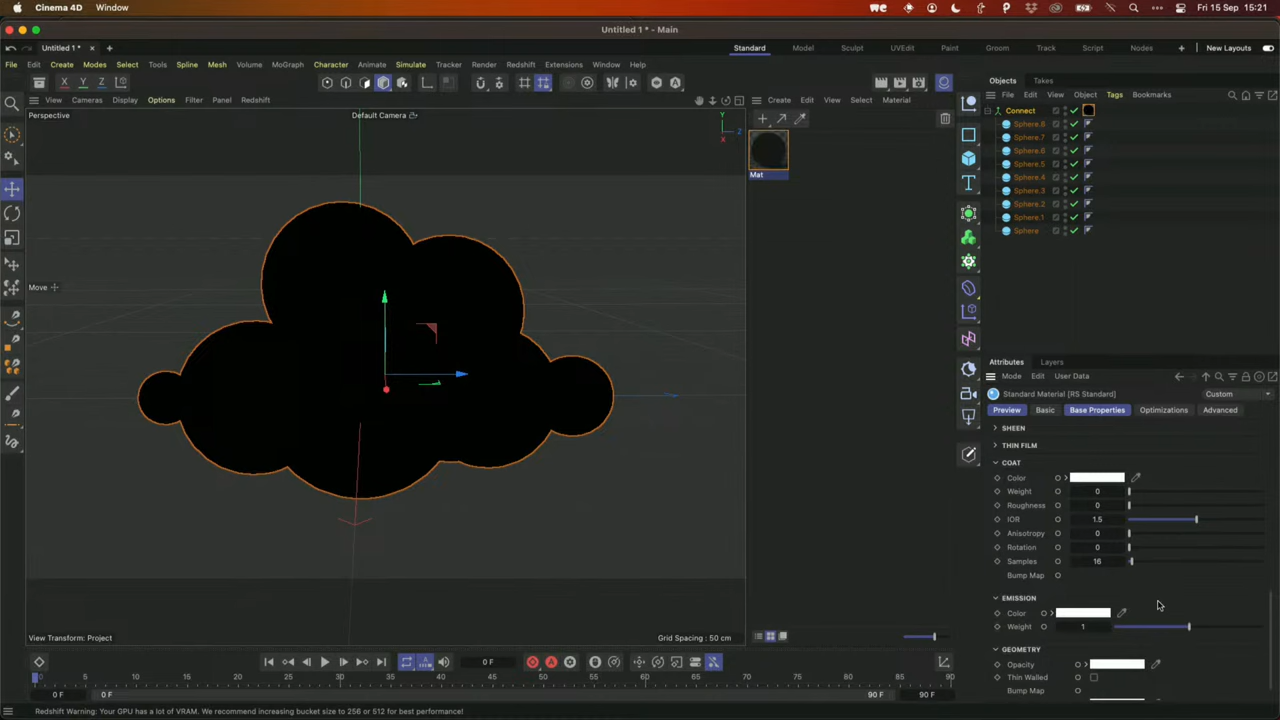 Cinema 4D Window Fri 15 Sep 15:21
Untitled 1 * - Main
Untitled 1 * Standard Model Sculpt UVEdit Paint Groom Track Script Nodes New Layouts
File Edit Create Modes Select Tools Spline Mesh Volume MoGraph Character Animate Simulate Tracker Render Redshift Extensions Window Help
X Y Z
View Cameras Display Options Filter Panel Redshift
Create Edit View Select Material
Objects Takes
File Edit View Object Tags Bookmarks
Perspective
Default Camera
Y
Z
X
Mat
Move
Connect
Sphere.8
Sphere.7
Sphere.6
Sphere.5
Sphere.4
Sphere.3
Sphere.2
Sphere.1
Sphere
Attributes Layers
Mode Edit User Data
Standard Material [RS Standard] Custom
Preview Basic Base Properties Optimizations Advanced
SHEEN
THIN FILM
COAT
Color
Weight 0
Roughness 0
IOR 1.5
Anisotropy 0
Rotation 0
Samples 16
Bump Map
EMISSION
Color
Weight 1
GEOMETRY
Opacity
Thin Walled
Bump Map
View Transform: Project
Grid Spacing : 50 cm
0 F
0 5 10 15 20 25 30 35 40 45 50 55 60 65 70 75 80 85 90
0 F 0 F 90 F 90 F
Redshift Warning: Your GPU has a lot of VRAM. We recommend increasing bucket size to 256 or 512 for best performance!